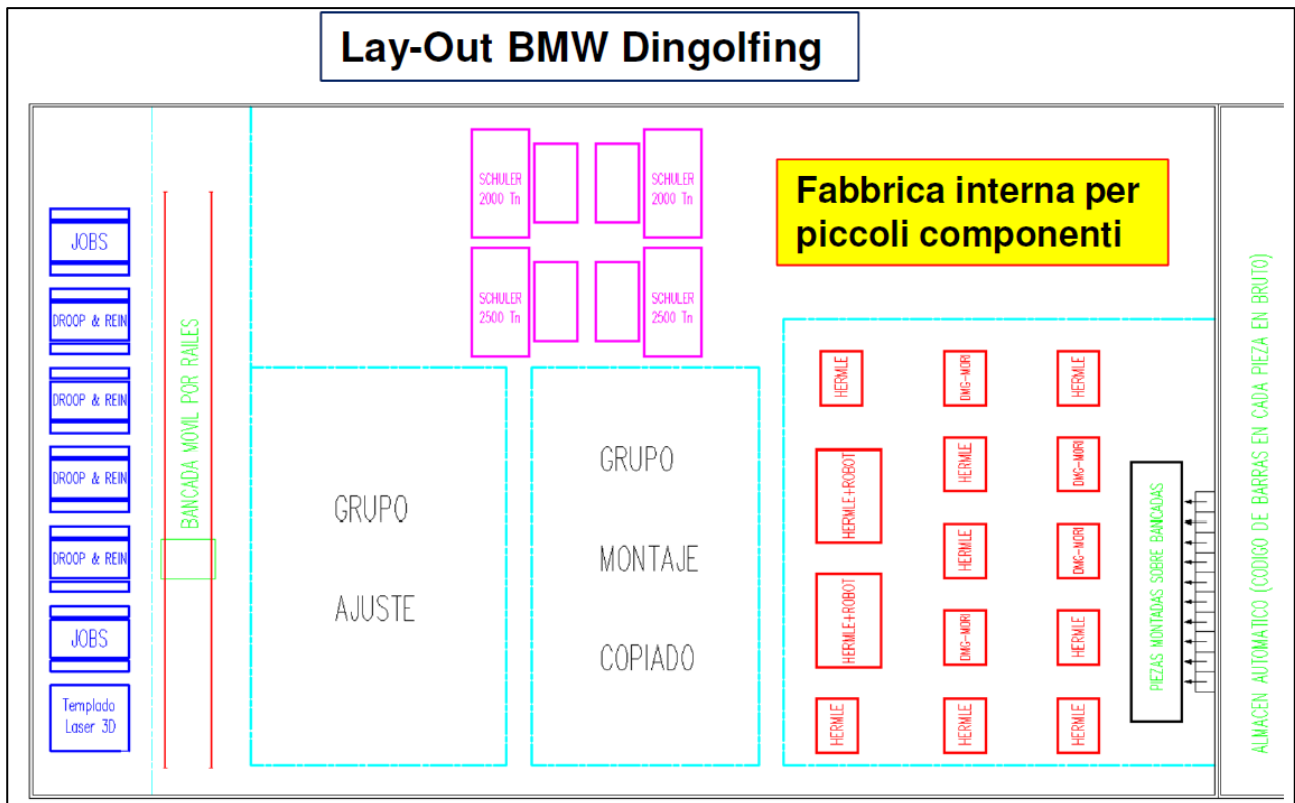 Lay-Out BMW Dingolfing
JOBS
DROOP & REIN
DROOP & REIN
DROOP & REIN
DROOP & REIN
JOBS
Templado
Laser 3D
BANCADA MOVIL POR RAILES
SCHULER
2000 Tn
SCHULER
2000 Tn
SCHULER
2500 Tn
SCHULER
2500 Tn
GRUPO
AJUSTE
GRUPO
MONTAJE
COPIADO
Fabbrica interna per
piccoli componenti
HERMLE
HERMLE+ROBOT
HERMLE+ROBOT
HERMLE
DMG-MORI
HERMLE
HERMLE
DMG-MORI
HERMLE
HERMLE
DMG-MORI
DMG-MORI
HERMLE
HERMLE
PIEZAS MONTADAS SOBRE BANCADAS
ALMACEN AUTOMATICO (CODIGO DE BARRAS EN CADA PIEZA EN BRUTO)